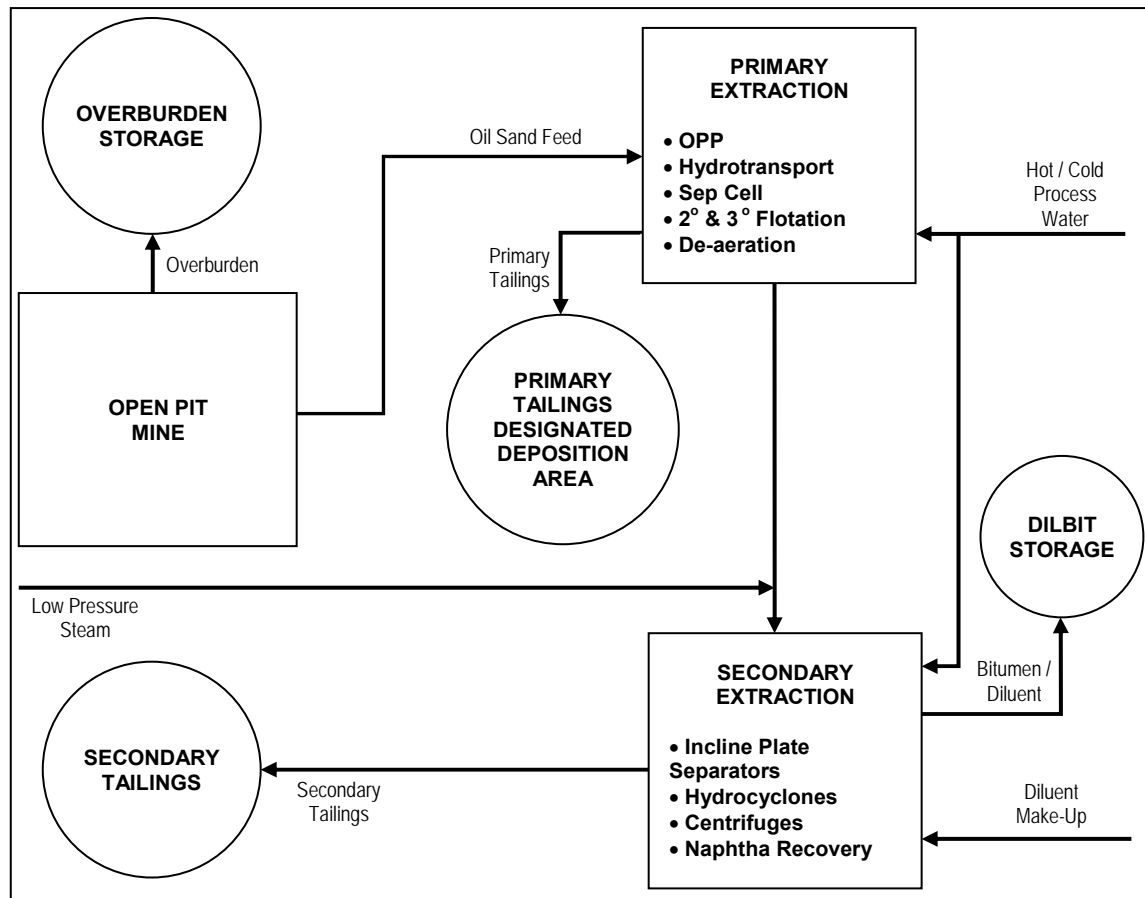 OVERBURDEN
STORAGE
Overburden
OPEN PIT
MINE
Oil Sand Feed
PRIMARY
EXTRACTION
• OPP
• Hydrotransport
• Sep Cell
• 2° & 3° Flotation
• De-aeration
Hot / Cold
Process
Water
Primary
Tailings
PRIMARY
TAILINGS
DESIGNATED
DEPOSITION
AREA
DILBIT
STORAGE
Low Pressure
Steam
SECONDARY
EXTRACTION
• Incline Plate
Separators
• Hydrocyclones
• Centrifuges
• Naphtha Recovery
Bitumen /
Diluent
SECONDARY
TAILINGS
Secondary
Tailings
Diluent
Make-Up